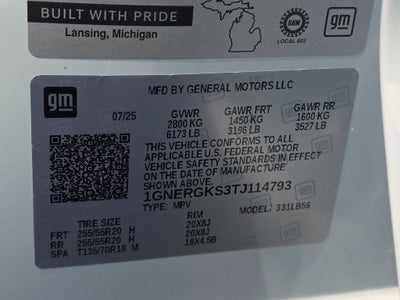 BUILT WITH PRIDE
Lansing, Michigan
UAW
LOCAL 602
gm
gm
MFD BY GENERAL MOTORS LLC
07/25 GVWR GAWR FRT GAWR RR
2800 KG 1450 KG 1600 KG
6173 LB 3196 LB 3527 LB
THIS VEHICLE CONFORMS TO ALL
APPLICABLE U.S. FEDERAL MOTOR
VEHICLE SAFETY STANDARDS IN EFFECT
ON THE DATE OF MANUFACTURE
SHOWN ABOVE.
1GNERGKS3TJ114793
TYPE: MPV MODEL: 331LB56
TIRE SIZE RIM
FRT 255/55R20 H 20X8J
RR 255/55R20 H 20X8J
SPA T135/70R18 M 18X4.5B